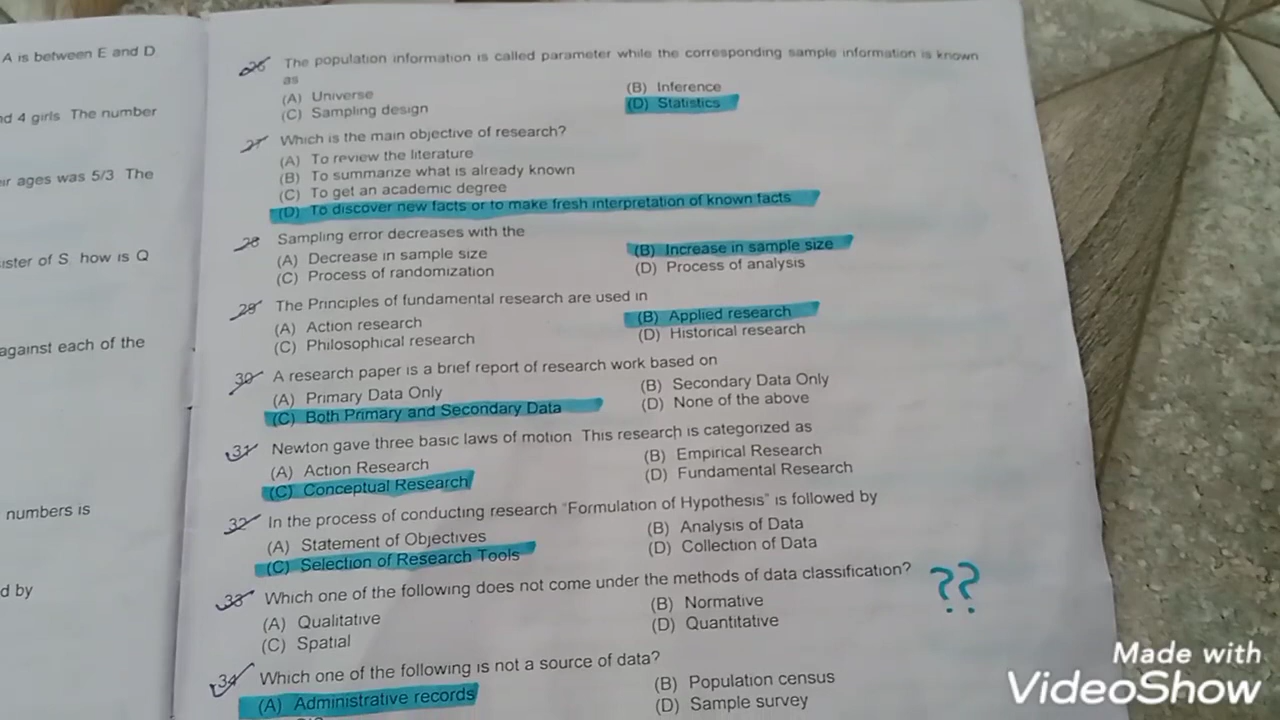 A is between E and D
nd 4 girls The number
eir ages was 5/3 The
ister of S, how is Q
against each of the
numbers is
d by
26 The population information is called parameter while the corresponding sample information is known
as
(A) Universe (B) Inference
(C) Sampling design (D) Statistics
27 Which is the main objective of research?
(A) To review the literature
(B) To summarize what is already known
(C) To get an academic degree
(D) To discover new facts or to make fresh interpretation of known facts
28 Sampling error decreases with the
(A) Decrease in sample size (B) Increase in sample size
(C) Process of randomization (D) Process of analysis
29 The Principles of fundamental research are used in
(A) Action research (B) Applied research
(C) Philosophical research (D) Historical research
30 A research paper is a brief report of research work based on
(A) Primary Data Only (B) Secondary Data Only
(C) Both Primary and Secondary Data (D) None of the above
31 Newton gave three basic laws of motion This research is categorized as
(A) Action Research (B) Empirical Research
(C) Conceptual Research (D) Fundamental Research
32 In the process of conducting research "Formulation of Hypothesis" is followed by
(A) Statement of Objectives (B) Analysis of Data
(C) Selection of Research Tools (D) Collection of Data
33 Which one of the following does not come under the methods of data classification? ??
(A) Qualitative (B) Normative
(C) Spatial (D) Quantitative
34 Which one of the following is not a source of data?
(A) Administrative records (B) Population census
(D) Sample survey
Made with
VideoShow